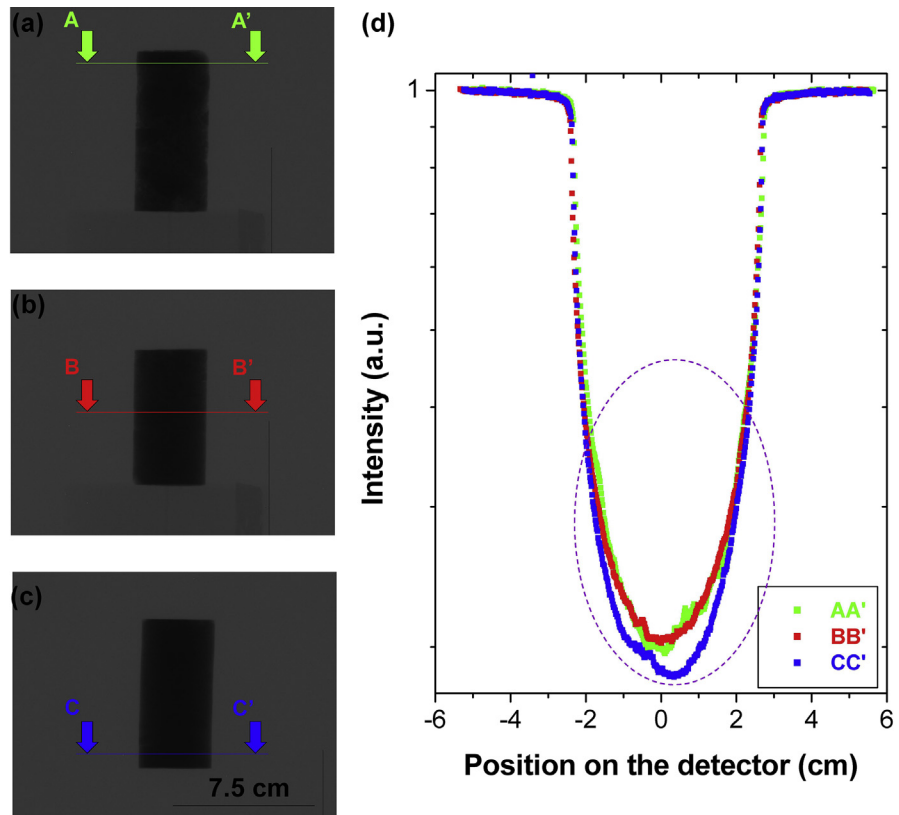 (a)
A A’
(b)
B B’
(c)
C C’
7.5 cm
(d)
1
Intensity (a.u.)
AA'
BB'
CC'
-6 -4 -2 0 2 4 6
Position on the detector (cm)